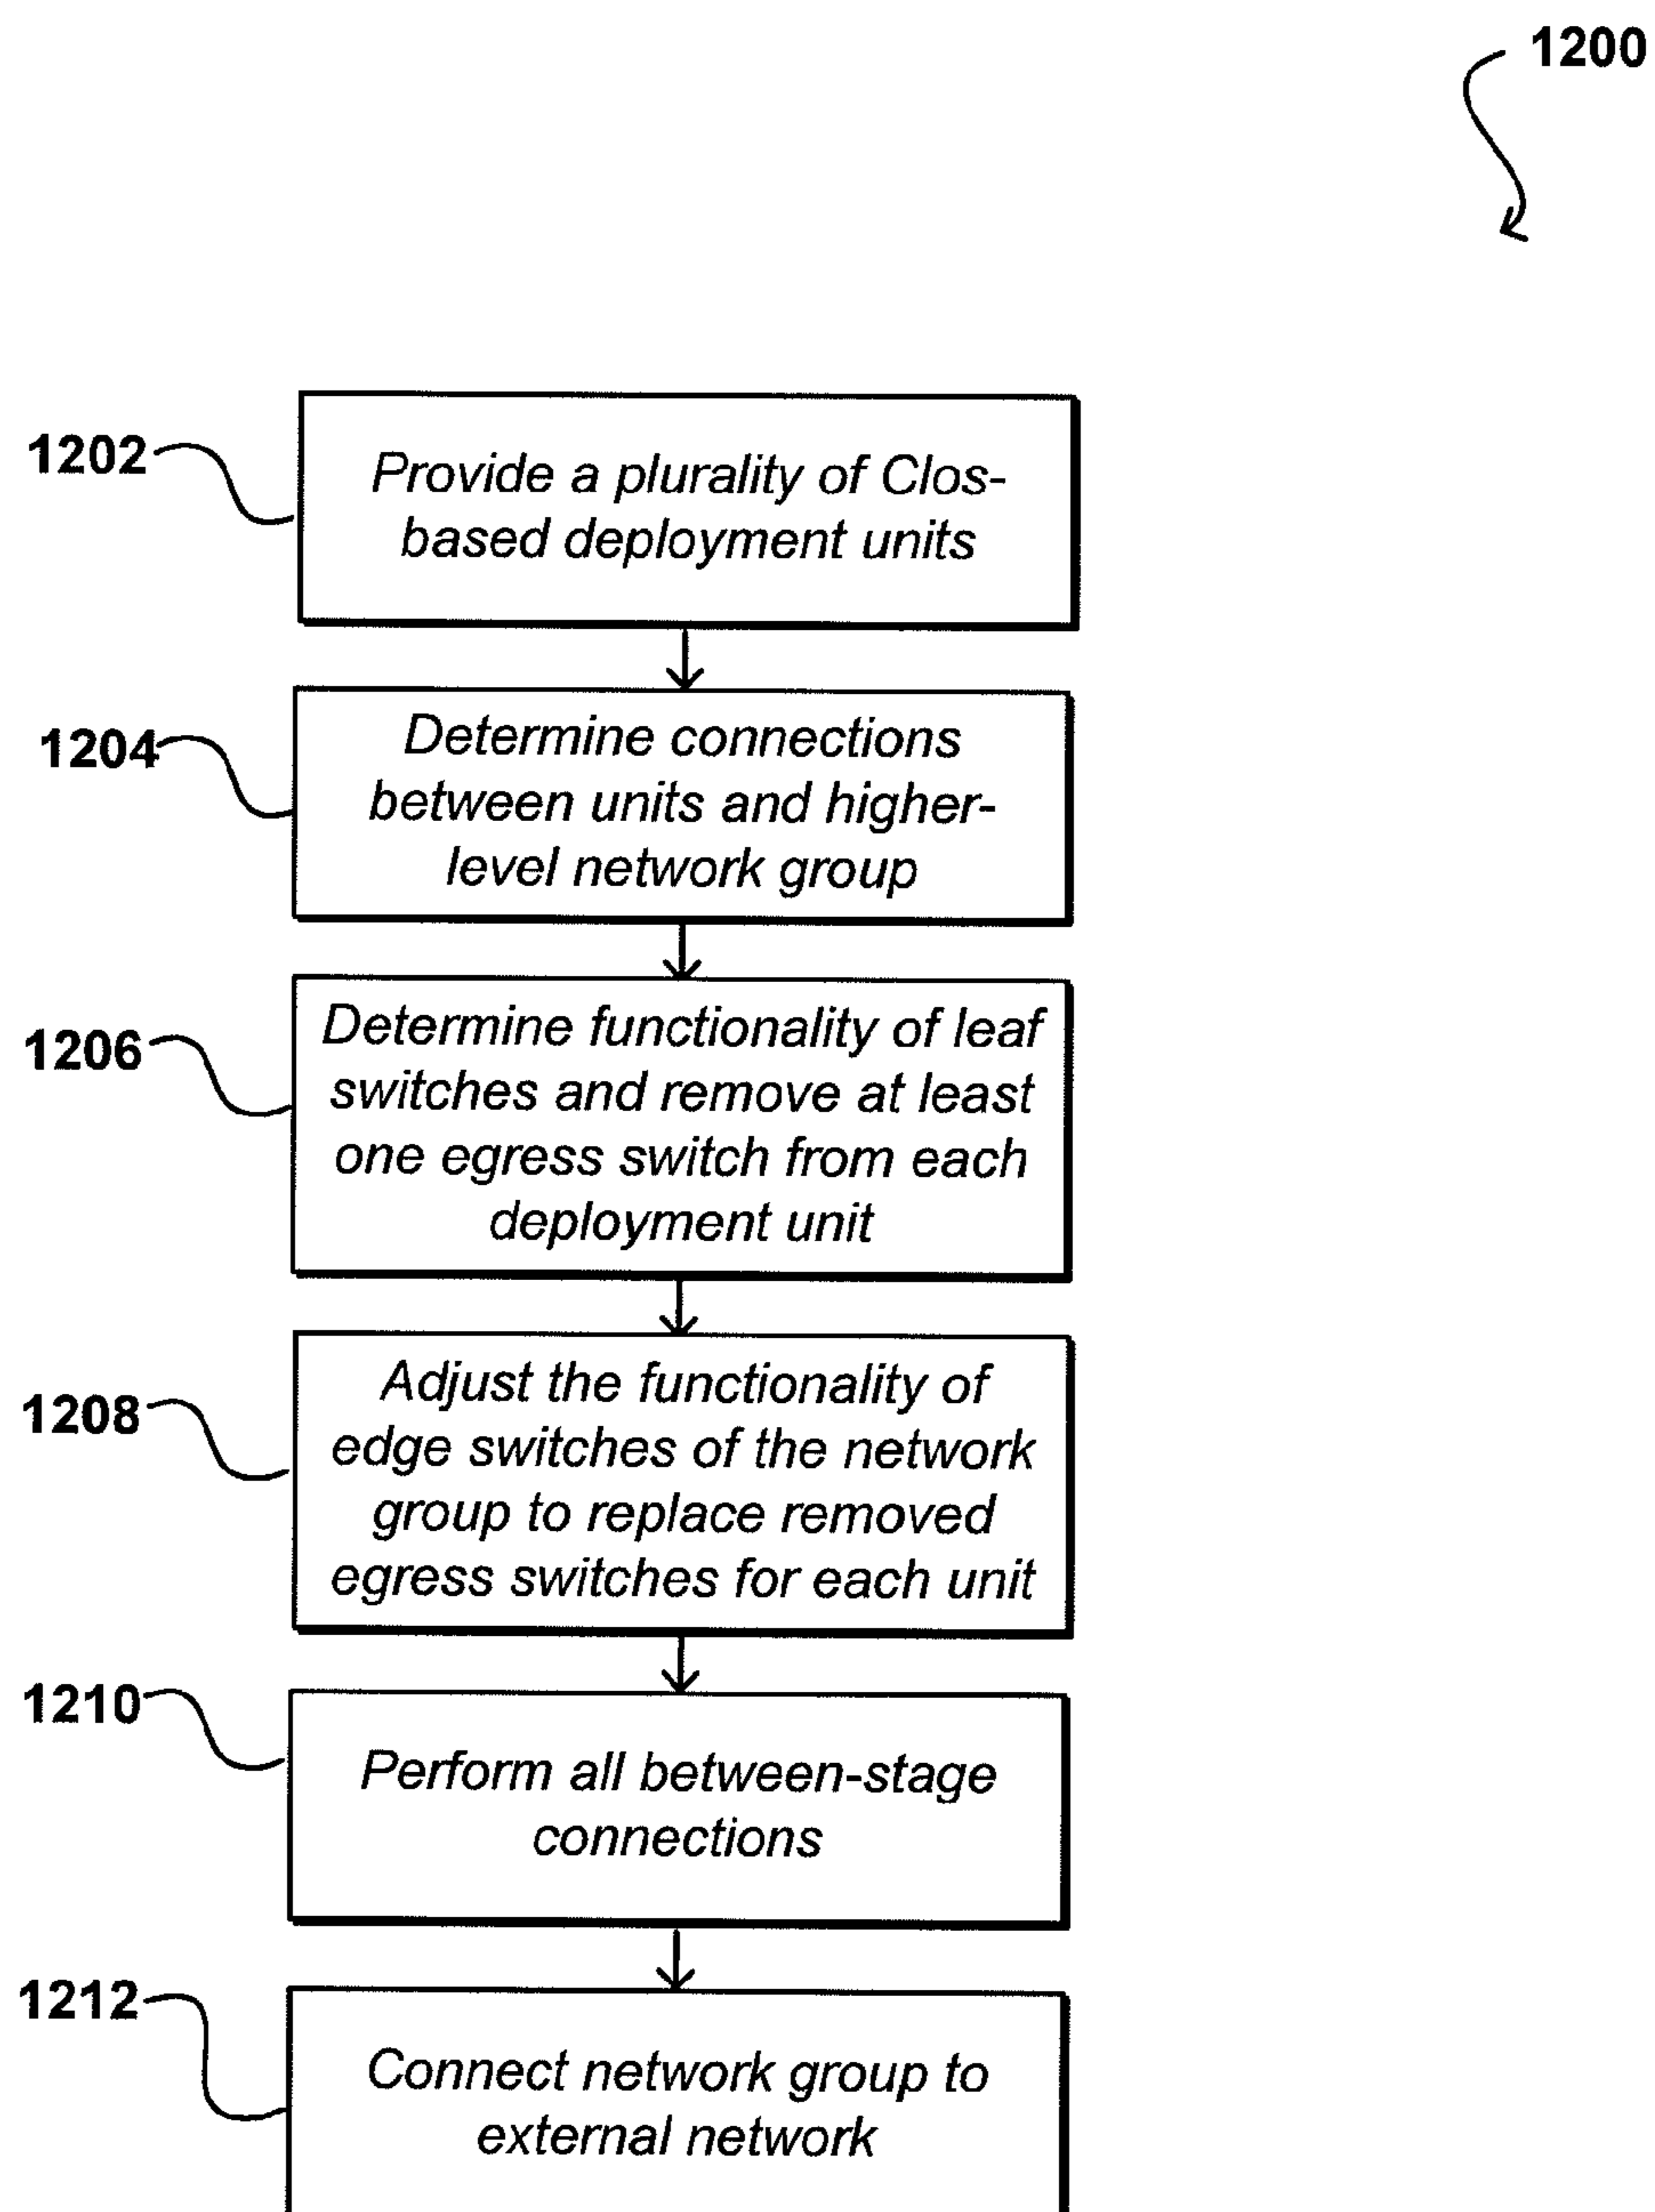 1200
1202
Provide a plurality of Clos-
based deployment units
1204
Determine connections
between units and higher-
level network group
1206
Determine functionality of leaf
switches and remove at least
one egress switch from each
deployment unit
1208
Adjust the functionality of
edge switches of the network
group to replace removed
egress switches for each unit
1210
Perform all between-stage
connections
1212
Connect network group to
external network